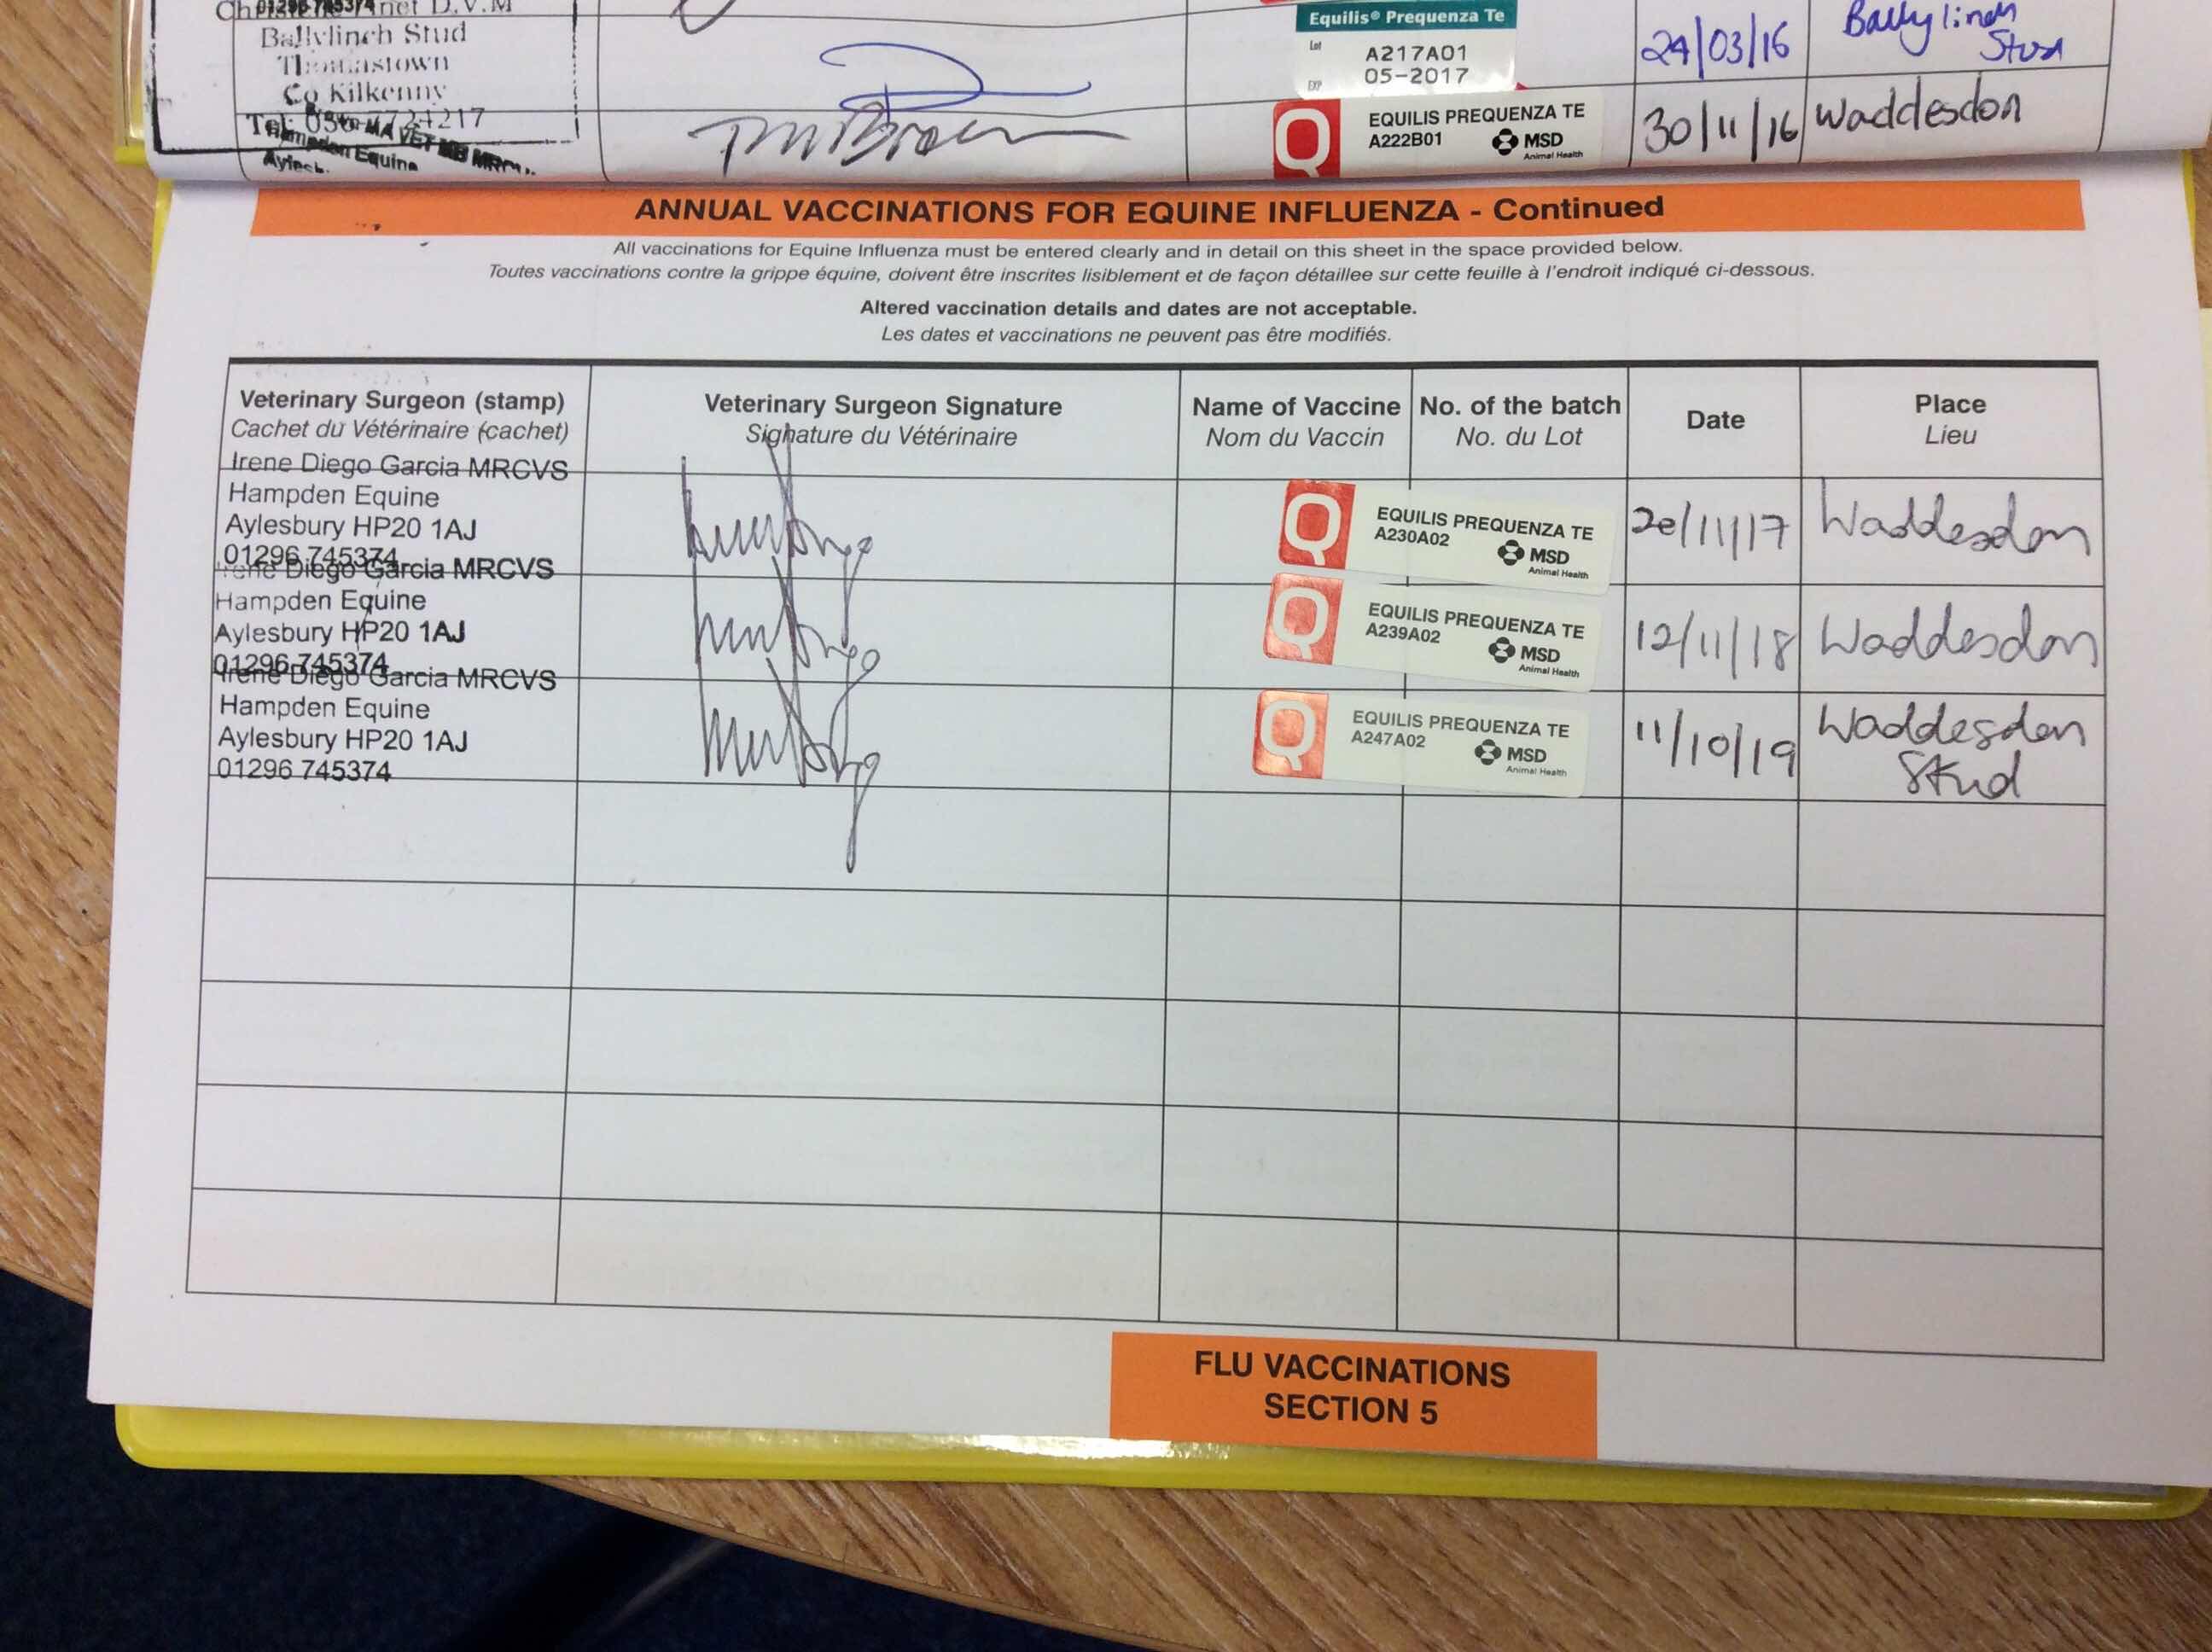 Ballylinch Stud
Thomastown
Co Kilkenny
Hampden Equine
Equilis® Prequenza Te
Lot A217A01
EXP 05-2017
Ballylinch
Stud
/03/16
EQUILIS PREQUENZA TE
A222B01 MSD
Animal Health
30/11/16 Waddesdon
ANNUAL VACCINATIONS FOR EQUINE INFLUENZA - Continued
All vaccinations for Equine Influenza must be entered clearly and in detail on this sheet in the space provided below.
Toutes vaccinations contre la grippe équine, doivent être inscrites lisiblement et de façon détaillee sur cette feuille à l'endroit indiqué ci-dessous.
Altered vaccination details and dates are not acceptable.
Les dates et vaccinations ne peuvent pas être modifiés.
Veterinary Surgeon (stamp)
Cachet du Vétérinaire (cachet)
Veterinary Surgeon Signature
Signature du Vétérinaire
Name of Vaccine
Nom du Vaccin
No. of the batch
No. du Lot
Date
Place
Lieu
Irene Diego Garcia MRCVS
Hampden Equine
Aylesbury HP20 1AJ
01296 745374
EQUILIS PREQUENZA TE
A230A02 MSD
Animal Health
20/11/17
Waddesdon
Irene Diego Garcia MRCVS
Hampden Equine
Aylesbury HP20 1AJ
01296 745374
EQUILIS PREQUENZA TE
A239A02 MSD
Animal Health
12/11/18
Waddesdon
Irene Diego Garcia MRCVS
Hampden Equine
Aylesbury HP20 1AJ
01296 745374
EQUILIS PREQUENZA TE
A247A02 MSD
Animal Health
11/10/19
Waddesdon
Stud
FLU VACCINATIONS
SECTION 5